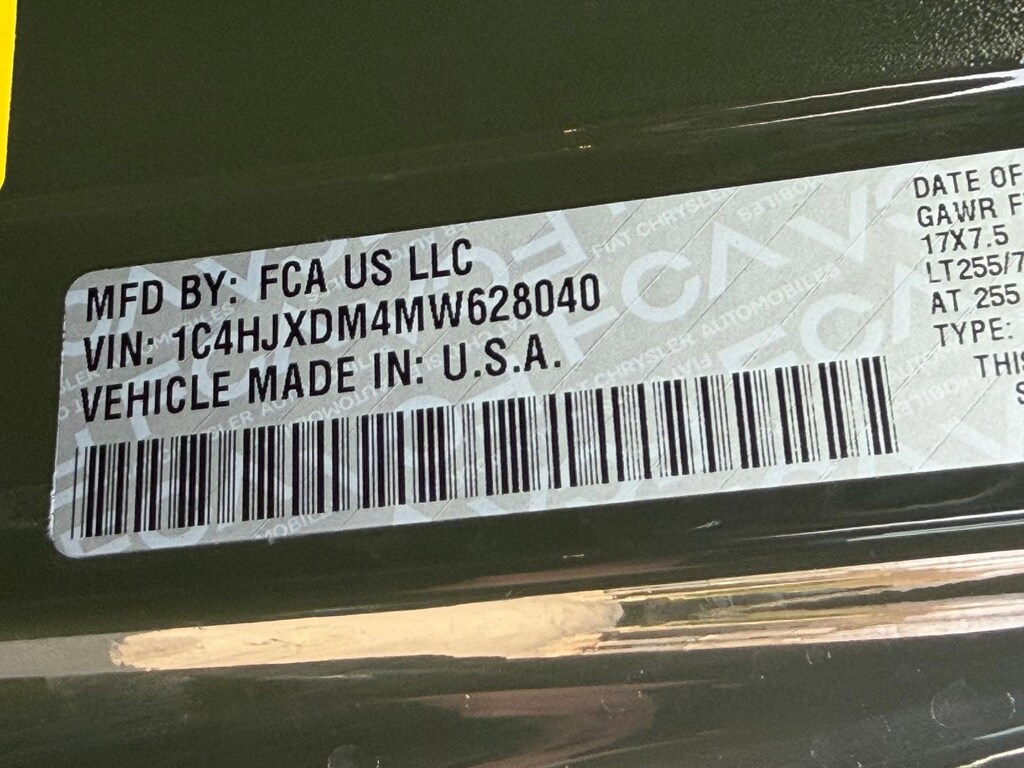 MFD BY: FCA US LLC
VIN: 1C4HJXDM4MW628040
VEHICLE MADE IN: U.S.A.
DATE OF
GAWR F
17X7.5
LT255/7
AT 255
TYPE:
THIS
S